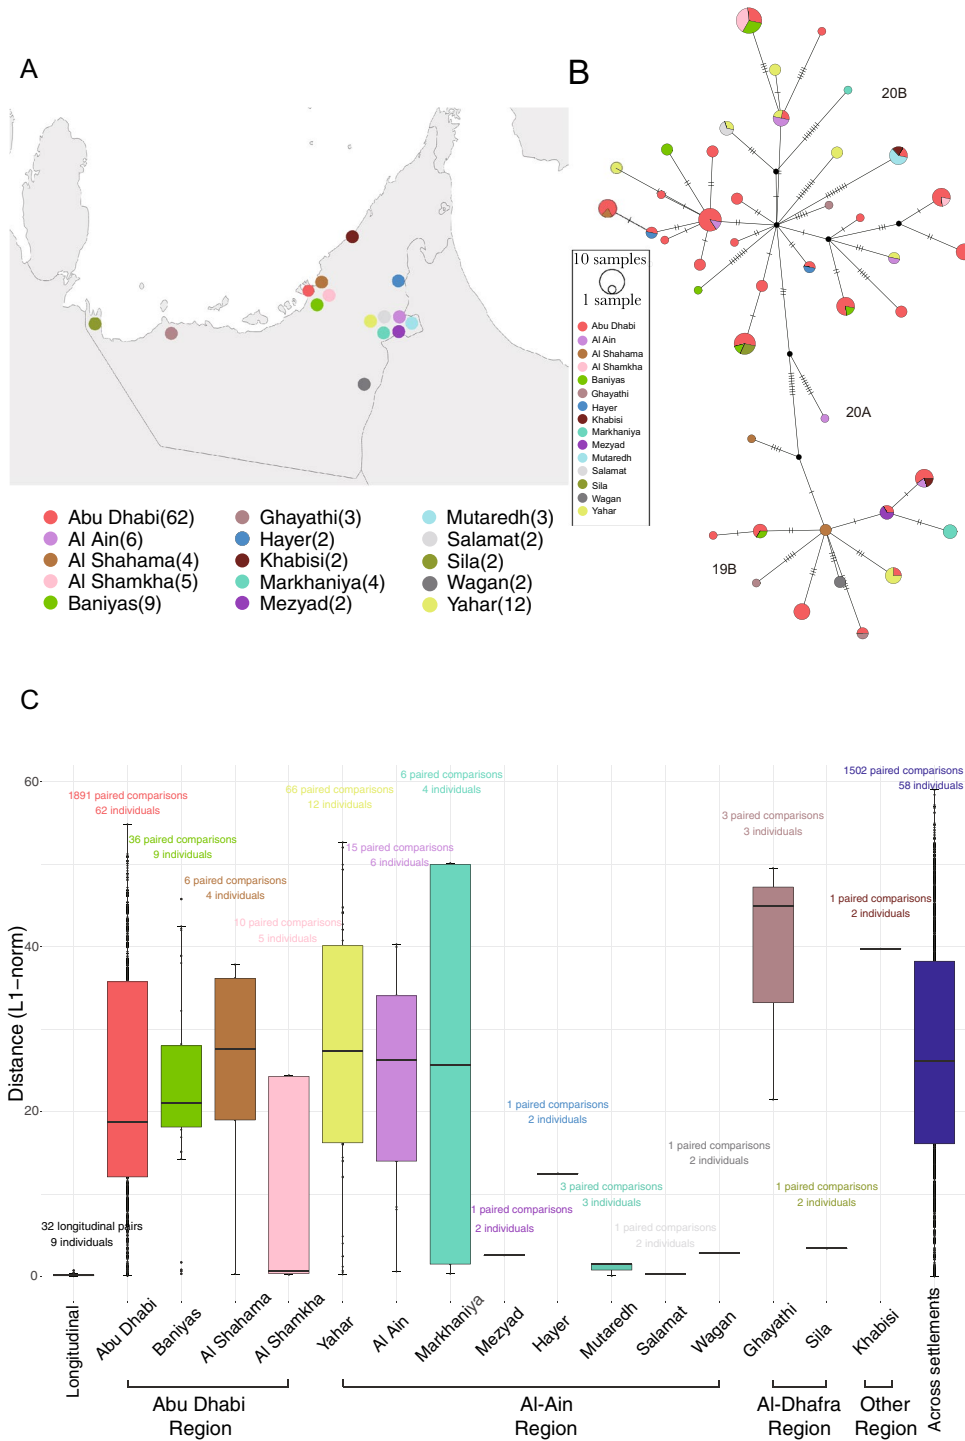 A
B
20B
10 samples
1 sample
Abu Dhabi
Al Ain
Al Shahama
Al Shamkha
Baniyas
Ghayathi
Hayer
Khabisi
Markhaniya
Mezyad
Mutaredh
Salamat
Sila
Wagan
Yahar
20A
19B
Abu Dhabi(62)
Al Ain(6)
Al Shahama(4)
Al Shamkha(5)
Baniyas(9)
Ghayathi(3)
Hayer(2)
Khabisi(2)
Markhaniya(4)
Mezyad(2)
Mutaredh(3)
Salamat(2)
Sila(2)
Wagan(2)
Yahar(12)
C
Distance (L1−norm)
60
40
20
0
32 longitudinal pairs
9 individuals
1891 paired comparisons
62 individuals
36 paired comparisons
9 individuals
6 paired comparisons
4 individuals
10 paired comparisons
5 individuals
66 paired comparisons
12 individuals
15 paired comparisons
6 individuals
6 paired comparisons
4 individuals
1 paired comparisons
2 individuals
1 paired comparisons
2 individuals
3 paired comparisons
3 individuals
1 paired comparisons
2 individuals
1 paired comparisons
2 individuals
3 paired comparisons
3 individuals
1 paired comparisons
2 individuals
1 paired comparisons
2 individuals
1502 paired comparisons
58 individuals
Longitudinal
Abu Dhabi
Baniyas
Al Shahama
Al Shamkha
Yahar
Al Ain
Markhaniya
Mezyad
Hayer
Mutaredh
Salamat
Wagan
Ghayathi
Sila
Khabisi
Across settlements
Abu Dhabi
Region
Al-Ain
Region
Al-Dhafra
Region
Other
Region